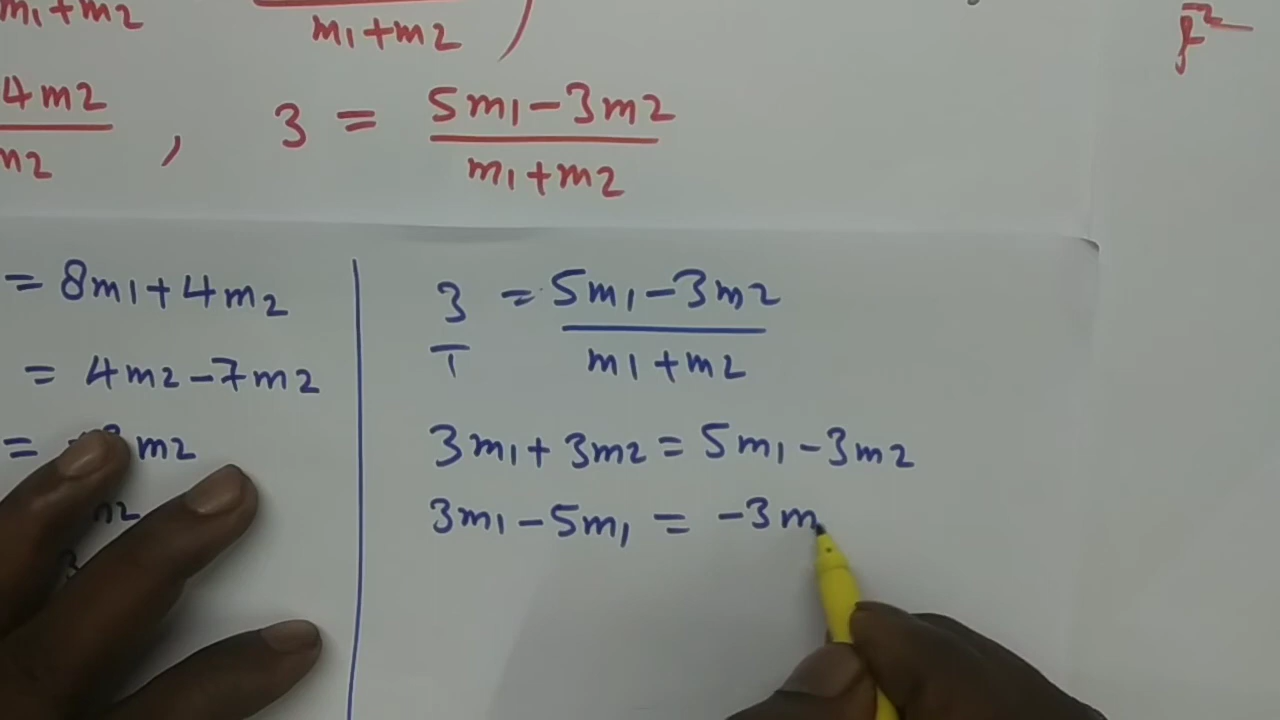 m1+m2 m1+m2 )
4m2 , 3 = 5m1-3m2
m2 m1+m2
= 8m1+4m2
= 4m2-7m2
m2
3 = 5m1-3m2
1 m1+m2
3m1+3m2 = 5m1-3m2
3m1-5m1 = -3m